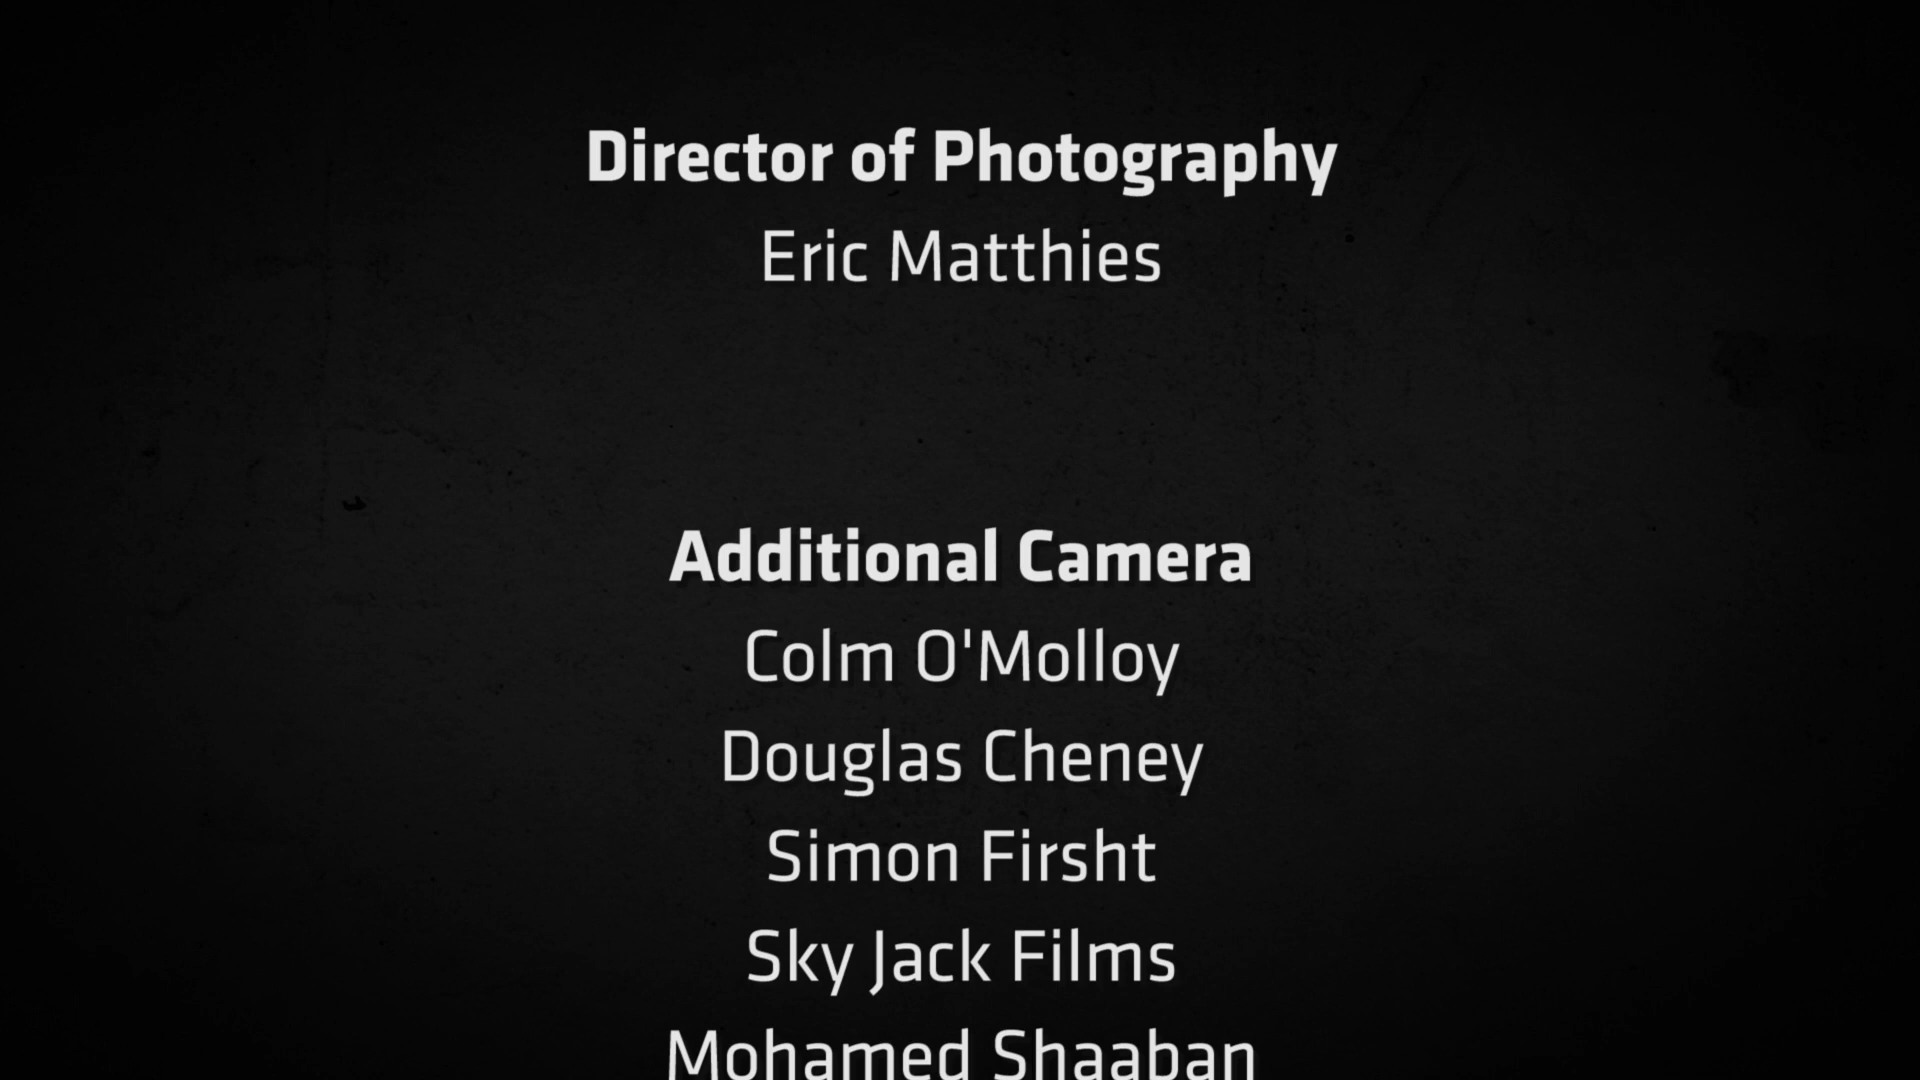 Director of Photography
Eric Matthies
Additional Camera
Colm O'Molloy
Douglas Cheney
Simon Firsht
Sky Jack Films
Mohamed Shaaban